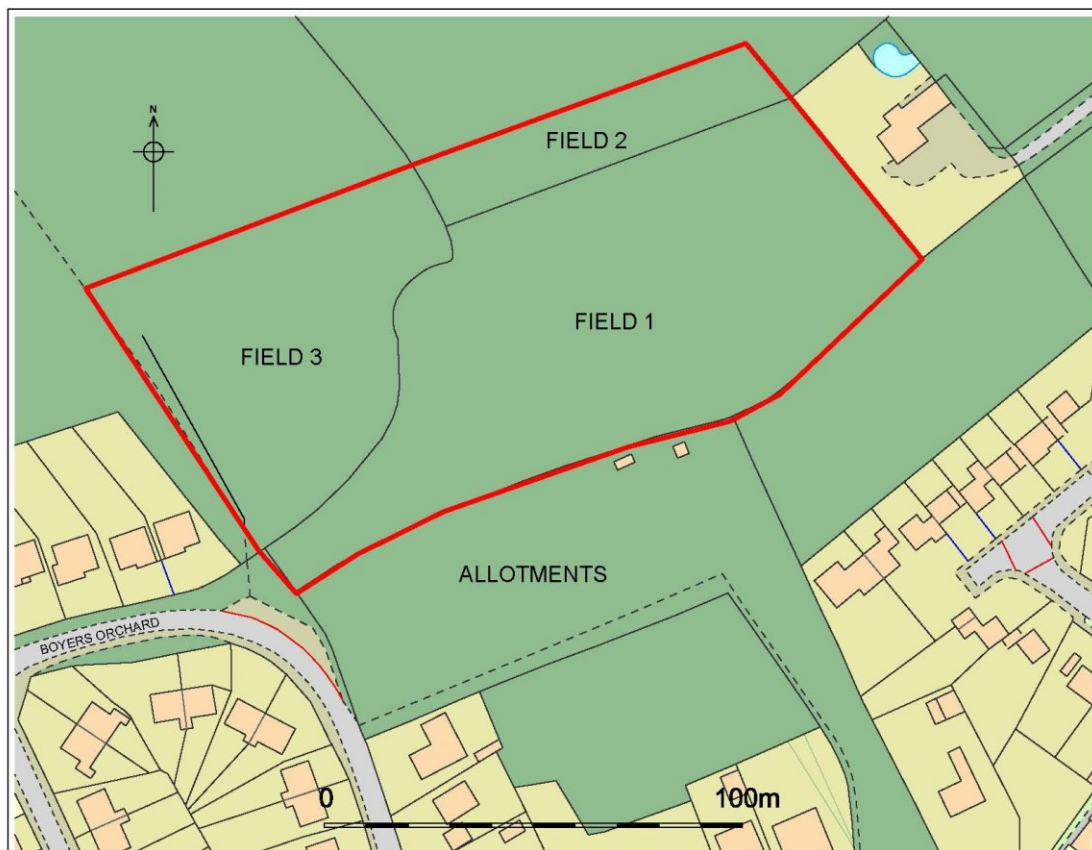 N
FIELD 2
FIELD 1
FIELD 3
ALLOTMENTS
BOYERS ORCHARD
0 100m